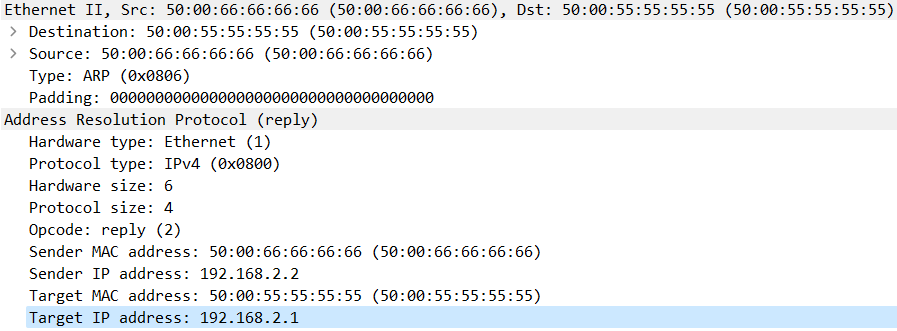 Ethernet II, Src: 50:00:66:66:66:66 (50:00:66:66:66:66), Dst: 50:00:55:55:55:55 (50:00:55:55:55:55)
Destination: 50:00:55:55:55:55 (50:00:55:55:55:55)
Source: 50:00:66:66:66:66 (50:00:66:66:66:66)
Type: ARP (0x0806)
Padding: 000000000000000000000000000000000000
Address Resolution Protocol (reply)
Hardware type: Ethernet (1)
Protocol type: IPv4 (0x0800)
Hardware size: 6
Protocol size: 4
Opcode: reply (2)
Sender MAC address: 50:00:66:66:66:66 (50:00:66:66:66:66)
Sender IP address: 192.168.2.2
Target MAC address: 50:00:55:55:55:55 (50:00:55:55:55:55)
Target IP address: 192.168.2.1